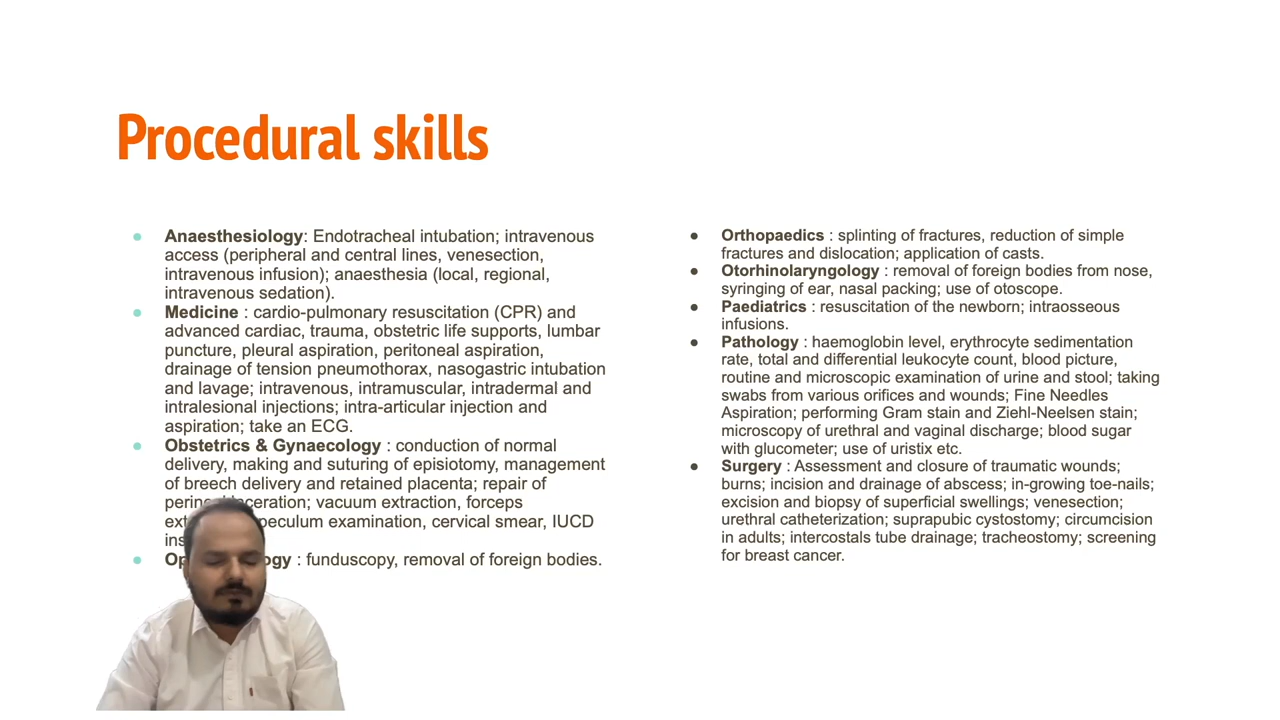 Procedural skills
Anaesthesiology: Endotracheal intubation; intravenous
access (peripheral and central lines, venesection,
intravenous infusion); anaesthesia (local, regional,
intravenous sedation).
Medicine : cardio-pulmonary resuscitation (CPR) and
advanced cardiac, trauma, obstetric life supports, lumbar
puncture, pleural aspiration, peritoneal aspiration,
drainage of tension pneumothorax, nasogastric intubation
and lavage; intravenous, intramuscular, intradermal and
intralesional injections; intra-articular injection and
aspiration; take an ECG.
Obstetrics & Gynaecology : conduction of normal
delivery, making and suturing of episiotomy, management
of breech delivery and retained placenta; repair of
vacuum extraction, forceps
examination, cervical smear, IUCD
: funduscopy, removal of foreign bodies.
Orthopaedics : splinting of fractures, reduction of simple
fractures and dislocation; application of casts.
Otorhinolaryngology : removal of foreign bodies from nose,
syringing of ear, nasal packing; use of otoscope.
Paediatrics : resuscitation of the newborn; intraosseous
infusions.
Pathology : haemoglobin level, erythrocyte sedimentation
rate, total and differential leukocyte count, blood picture,
routine and microscopic examination of urine and stool; taking
swabs from various orifices and wounds; Fine Needles
Aspiration; performing Gram stain and Ziehl-Neelsen stain;
microscopy of urethral and vaginal discharge; blood sugar
with glucometer; use of uristix etc.
Surgery : Assessment and closure of traumatic wounds;
burns; incision and drainage of abscess; in-growing toe-nails;
excision and biopsy of superficial swellings; venesection;
urethral catheterization; suprapubic cystostomy; circumcision
in adults; intercostals tube drainage; tracheostomy; screening
for breast cancer.